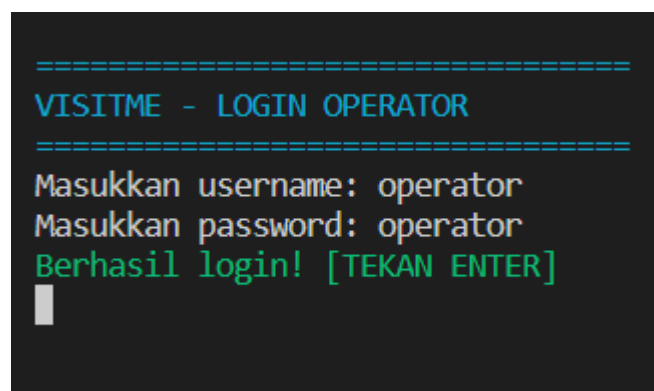 =================================
VISITME - LOGIN OPERATOR
=================================
Masukkan username: operator
Masukkan password: operator
Berhasil login! [TEKAN ENTER]